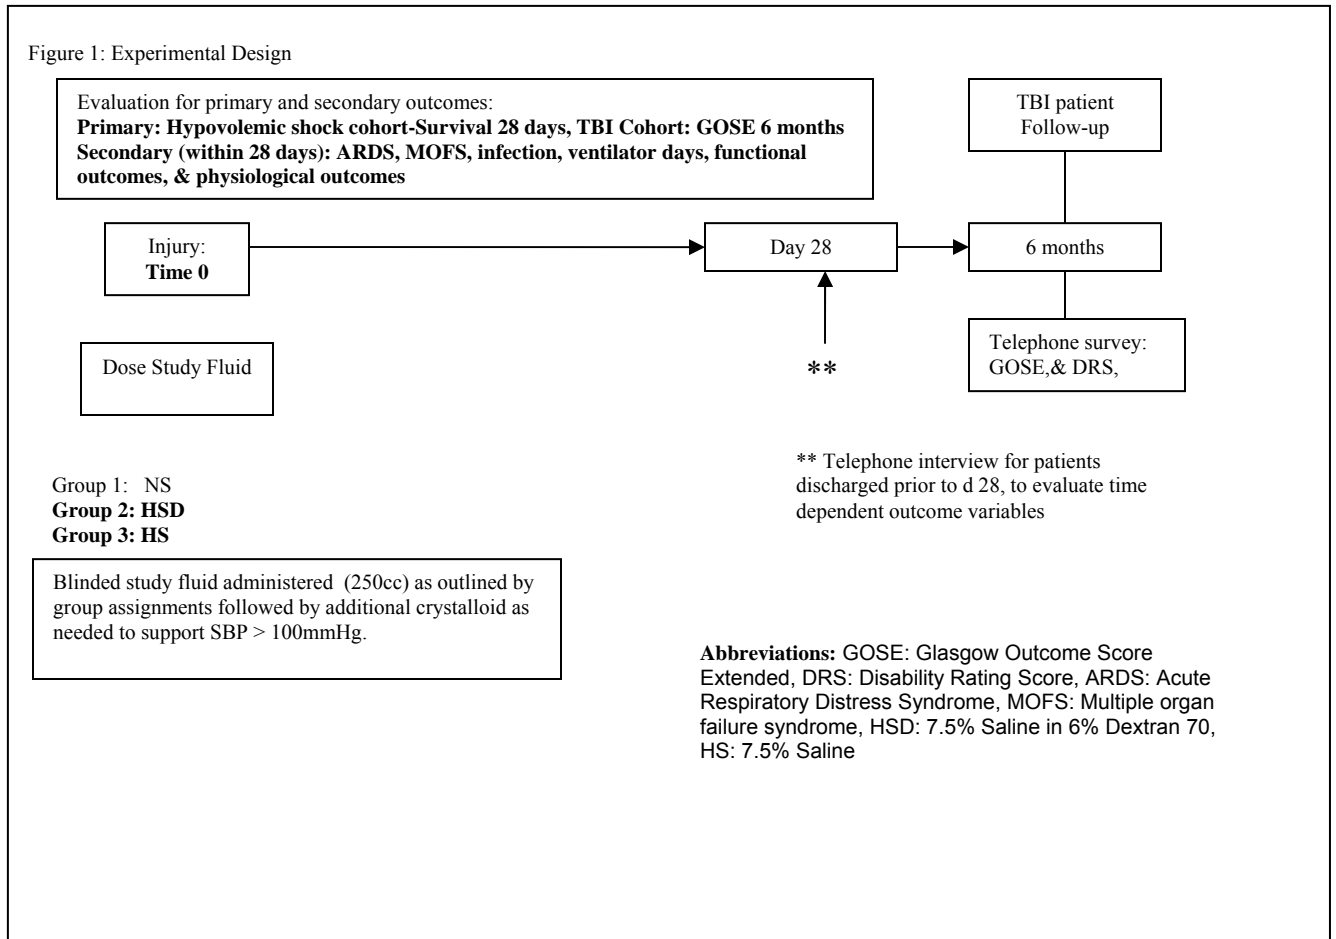 Figure 1: Experimental Design
Evaluation for primary and secondary outcomes:
Primary: Hypovolemic shock cohort-Survival 28 days, TBI Cohort: GOSE 6 months
Secondary (within 28 days): ARDS, MOFS, infection, ventilator days, functional
outcomes, & physiological outcomes
TBI patient
Follow-up
Injury:
Time 0
Day 28
6 months
Dose Study Fluid
**
Telephone survey:
GOSE,& DRS,
Group 1: NS
Group 2: HSD
Group 3: HS
** Telephone interview for patients
discharged prior to d 28, to evaluate time
dependent outcome variables
Blinded study fluid administered (250cc) as outlined by
group assignments followed by additional crystalloid as
needed to support SBP > 100mmHg.
Abbreviations: GOSE: Glasgow Outcome Score
Extended, DRS: Disability Rating Score, ARDS: Acute
Respiratory Distress Syndrome, MOFS: Multiple organ
failure syndrome, HSD: 7.5% Saline in 6% Dextran 70,
HS: 7.5% Saline